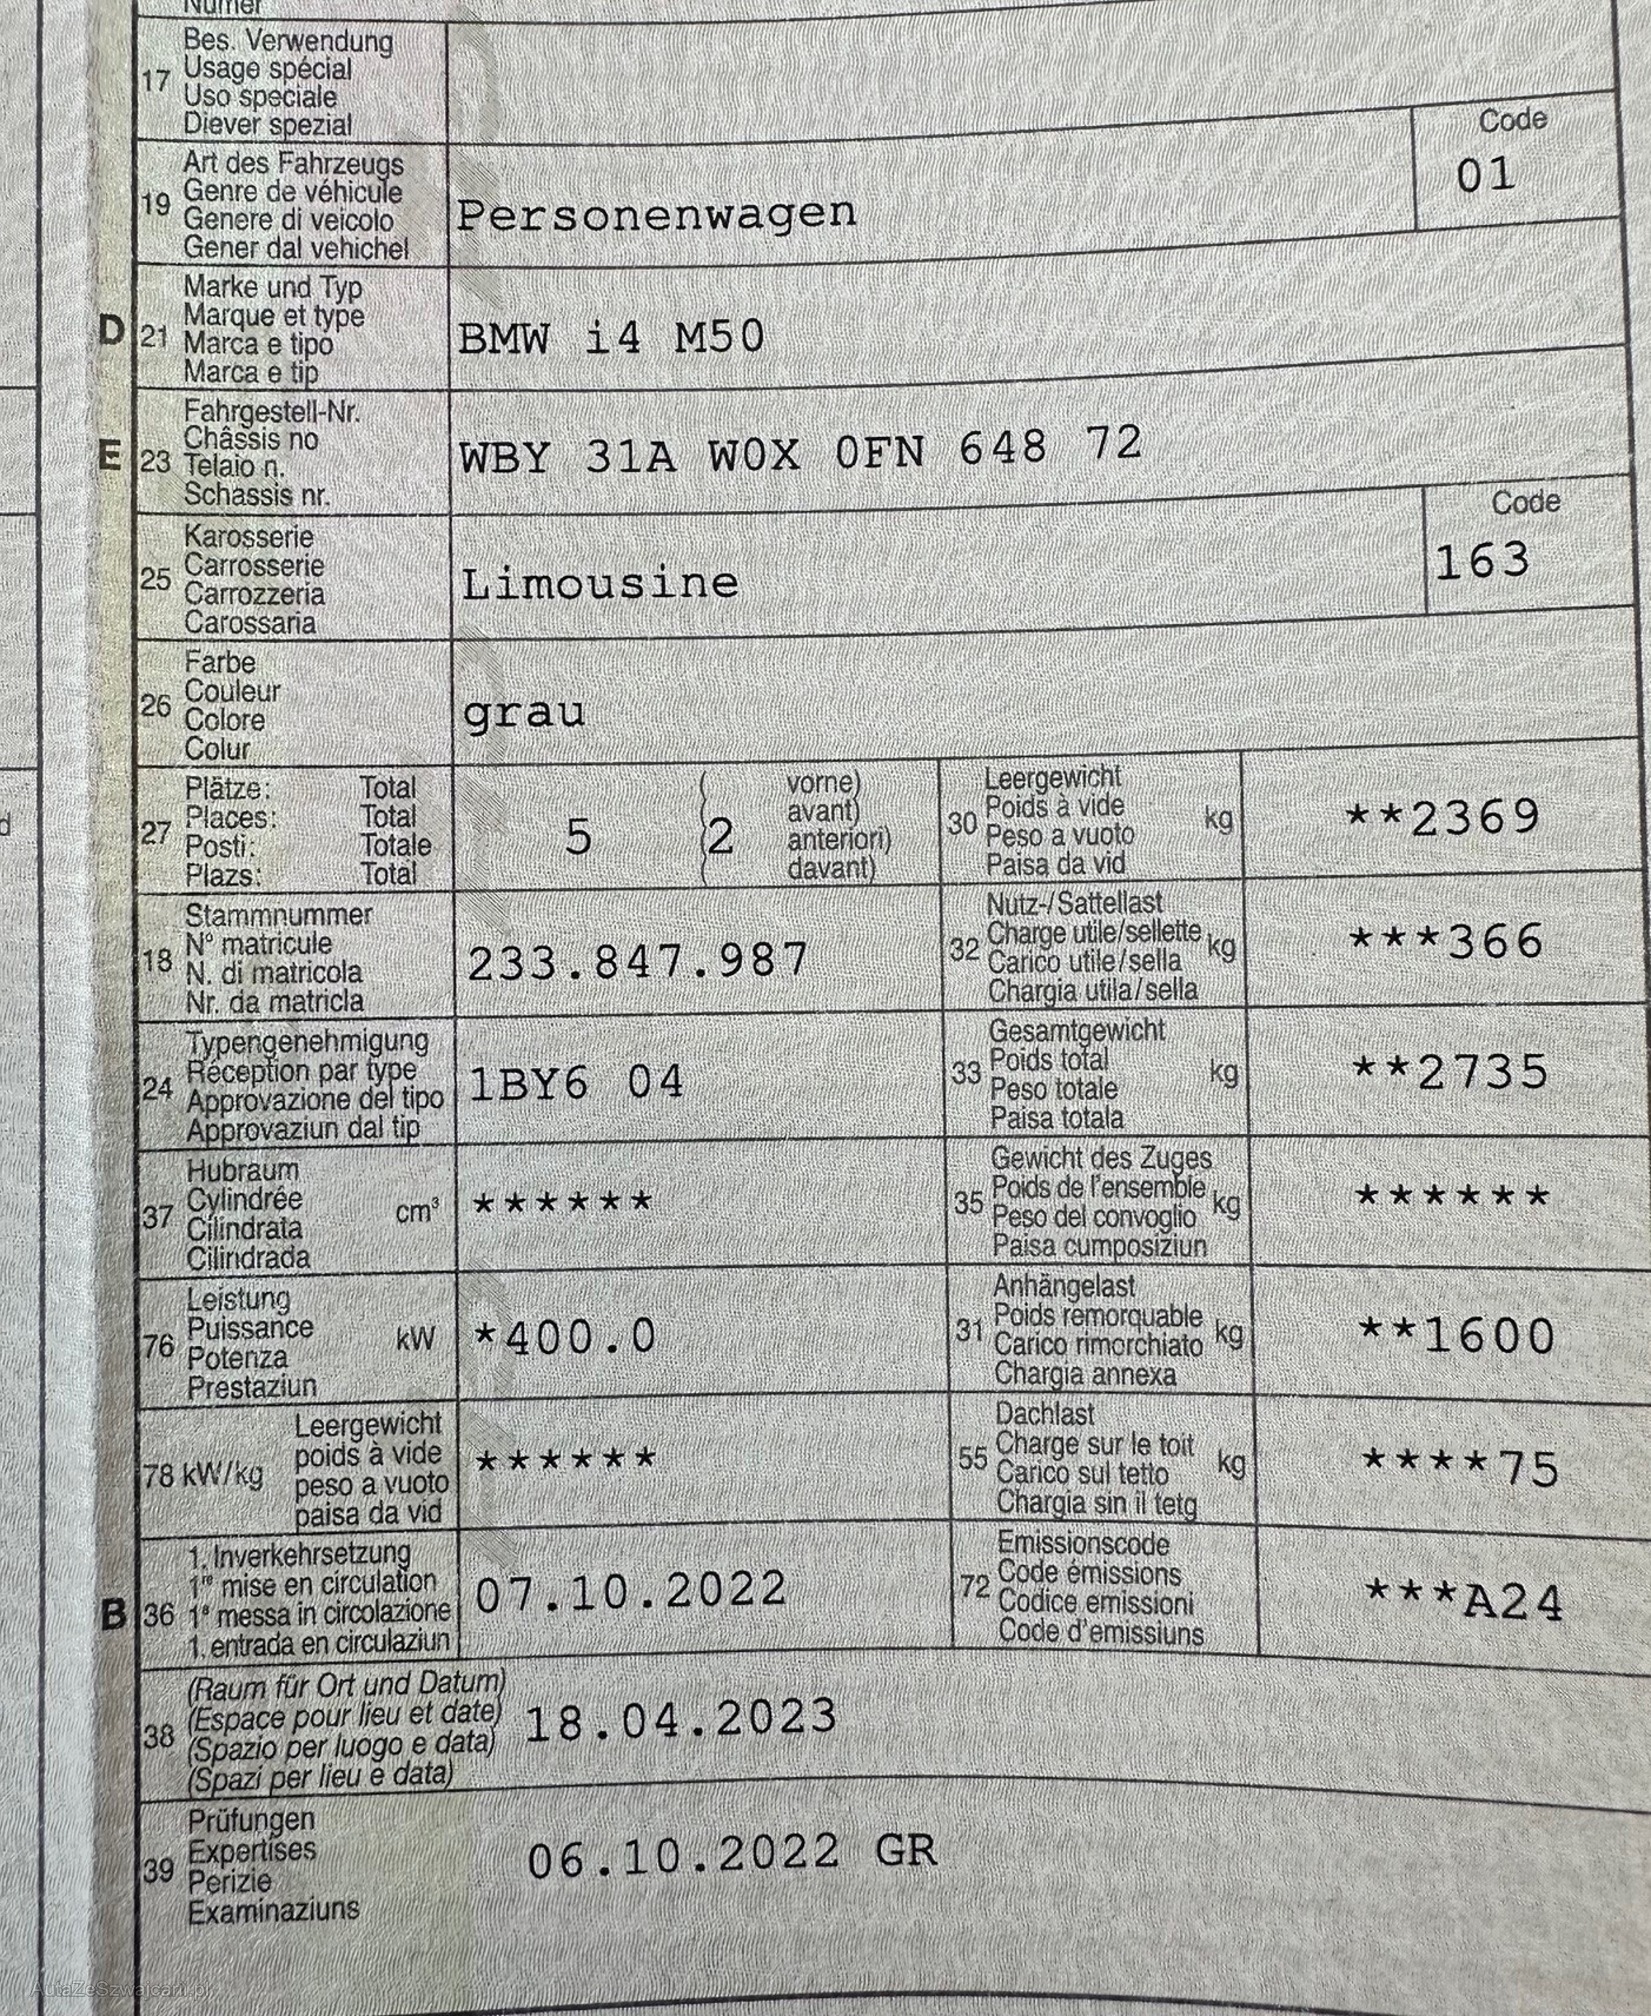 Numer
Bes. Verwendung
17 Usage spécial
Uso speciale
Diever spezial
Art des Fahrzeugs
19 Genre de véhicule
Genere di veicolo
Gener dal vehichel
Personenwagen
Code
01
Marke und Typ
D 21 Marque et type
Marca e tipo
Marca e tip
BMW i4 M50
Fahrgestell-Nr.
E 23 Châssis no
Telaio n.
Schassis nr.
WBY 31A W0X 0FN 648 72
Karosserie
25 Carrosserie
Carrozzeria
Carossaria
Limousine
Code
163
Farbe
26 Couleur
Colore
Colur
grau
Plätze: Total
27 Places: Total
Posti: Totale
Plazs: Total
5
( vorne)
(2 avant)
( anteriori)
( davant)
Leergewicht
30 Poids à vide kg
Peso a vuoto
Paisa da vid
**2369
Stammnummer
18 N° matricule
N. di matricola
Nr. da matricla
233.847.987
Nutz-/Sattellast
32 Charge utile/sellette kg
Carico utile/sella
Chargia utila/sella
***366
Typengenehmigung
24 Réception par type
Approvazione del tipo
Approvaziun dal tip
1BY6 04
Gesamtgewicht
33 Poids total kg
Peso totale
Paisa totala
**2735
Hubraum
37 Cylindrée cm³
Cilindrata
Cilindrada
******
Gewicht des Zuges
35 Poids de l'ensemble kg
Peso del convoglio
Paisa cumposiziun
******
Leistung
76 Puissance kW
Potenza
Prestaziun
*400.0
Anhängelast
31 Poids remorquable kg
Carico rimorchiato
Chargia annexa
**1600
Leergewicht
78 kW/kg poids à vide
peso a vuoto
paisa da vid
******
Dachlast
55 Charge sur le toit kg
Carico sul tetto
Chargia sin il tetg
****75
1. Inverkehrsetzung
B 36 1re mise en circulation
1a messa in circolazione
1. entrada en circulaziun
07.10.2022
Emissionscode
72 Code émissions
Codice emissioni
Code d'emissiuns
***A24
(Raum für Ort und Datum)
38 (Espace pour lieu et date)
(Spazio per luogo e data)
(Spazi per lieu e data)
18.04.2023
Prüfungen
39 Expertises
Perizie
Examinaziuns
06.10.2022 GR
d
AutaZeSzwajcarii.pl